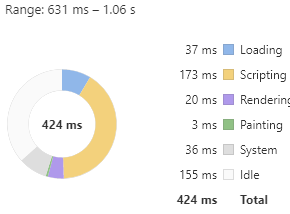 Range: 631 ms – 1.06 s
37 ms Loading
173 ms Scripting
20 ms Rendering
3 ms Painting
36 ms System
155 ms Idle
424 ms Total
424 ms